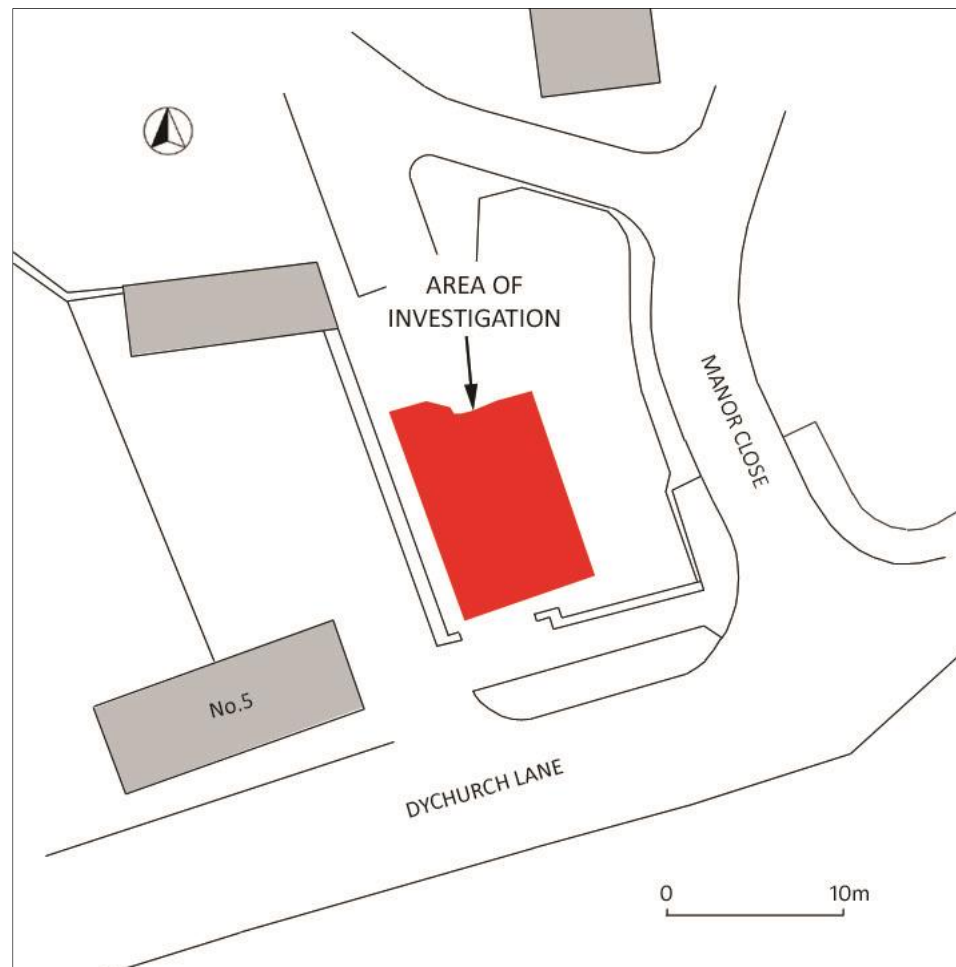 AREA OF
INVESTIGATION
MANOR CLOSE
No.5
DYCHURCH LANE
0 10m